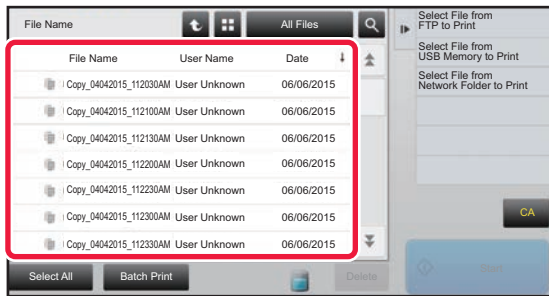 File Name
All Files
Select File from
FTP to Print
Select File from
USB Memory to Print
Select File from
Network Folder to Print
File Name User Name Date
Copy_04042015_112030AM User Unknown 06/06/2015
Copy_04042015_112100AM User Unknown 06/06/2015
Copy_04042015_112130AM User Unknown 06/06/2015
Copy_04042015_112200AM User Unknown 06/06/2015
Copy_04042015_112230AM User Unknown 06/06/2015
Copy_04042015_112300AM User Unknown 06/06/2015
Copy_04042015_112330AM User Unknown 06/06/2015
CA
Select All Batch Print Delete Start